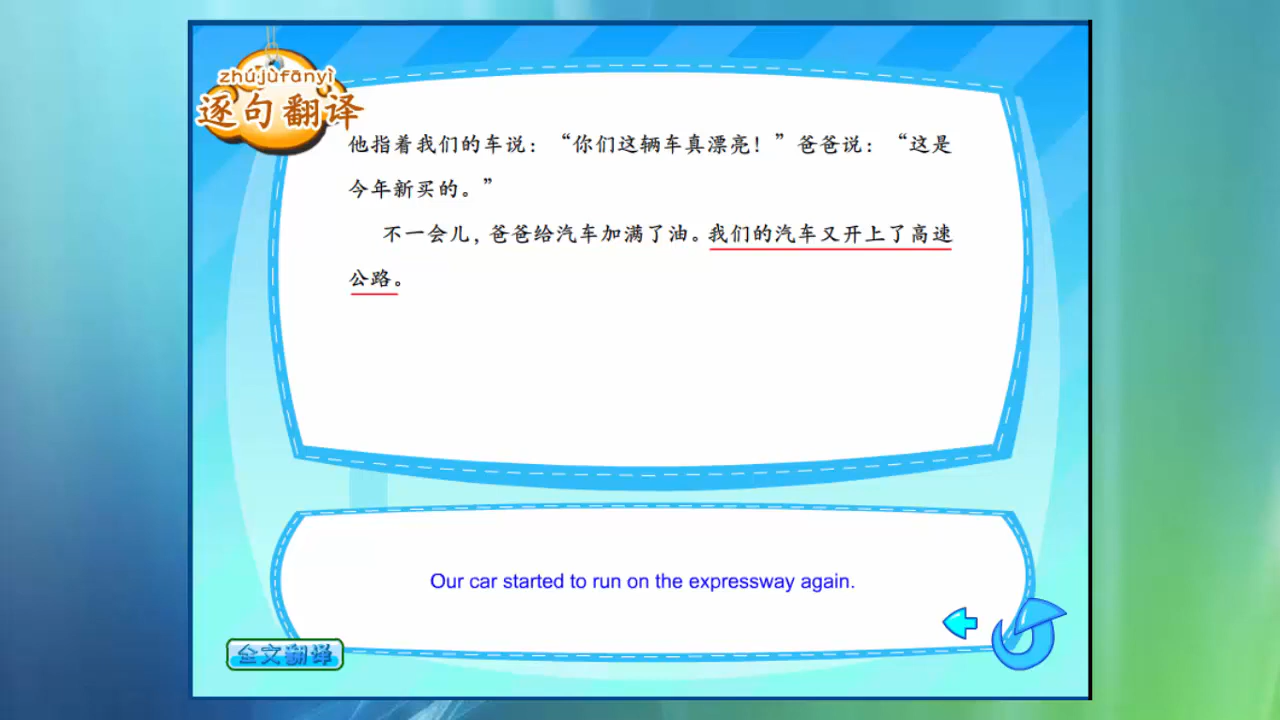 zhújùfānyì
逐句翻译
他指着我们的车说：“你们这辆车真漂亮！”爸爸说：“这是
今年新买的。”
不一会儿，爸爸给汽车加满了油。我们的汽车又开上了高速
公路。
Our car started to run on the expressway again.
全文翻译